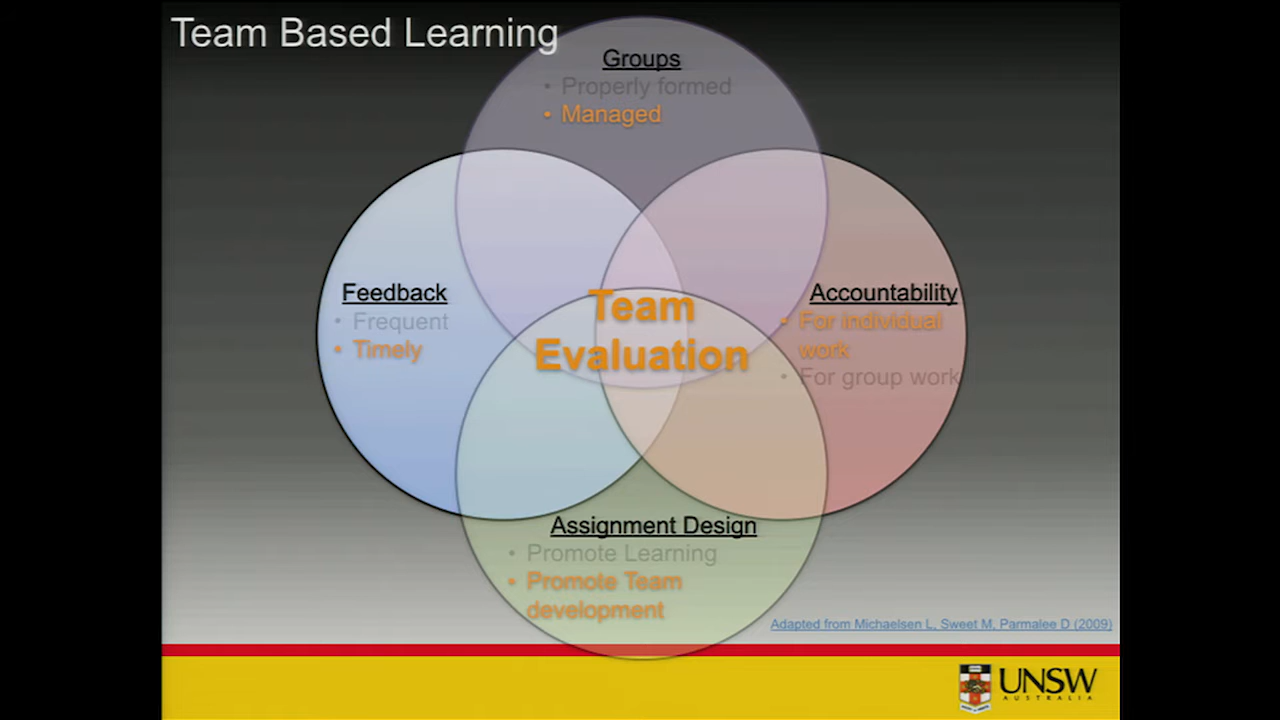 Team Based Learning
Groups
• Properly formed
• Managed
Feedback
• Frequent
• Timely
Team
Evaluation
Accountability
• For individual
work
• For group work
Assignment Design
• Promote Learning
• Promote Team
development
Adapted from Michaelsen L, Sweet M, Parmalee D (2009)
UNSW
AUSTRALIA